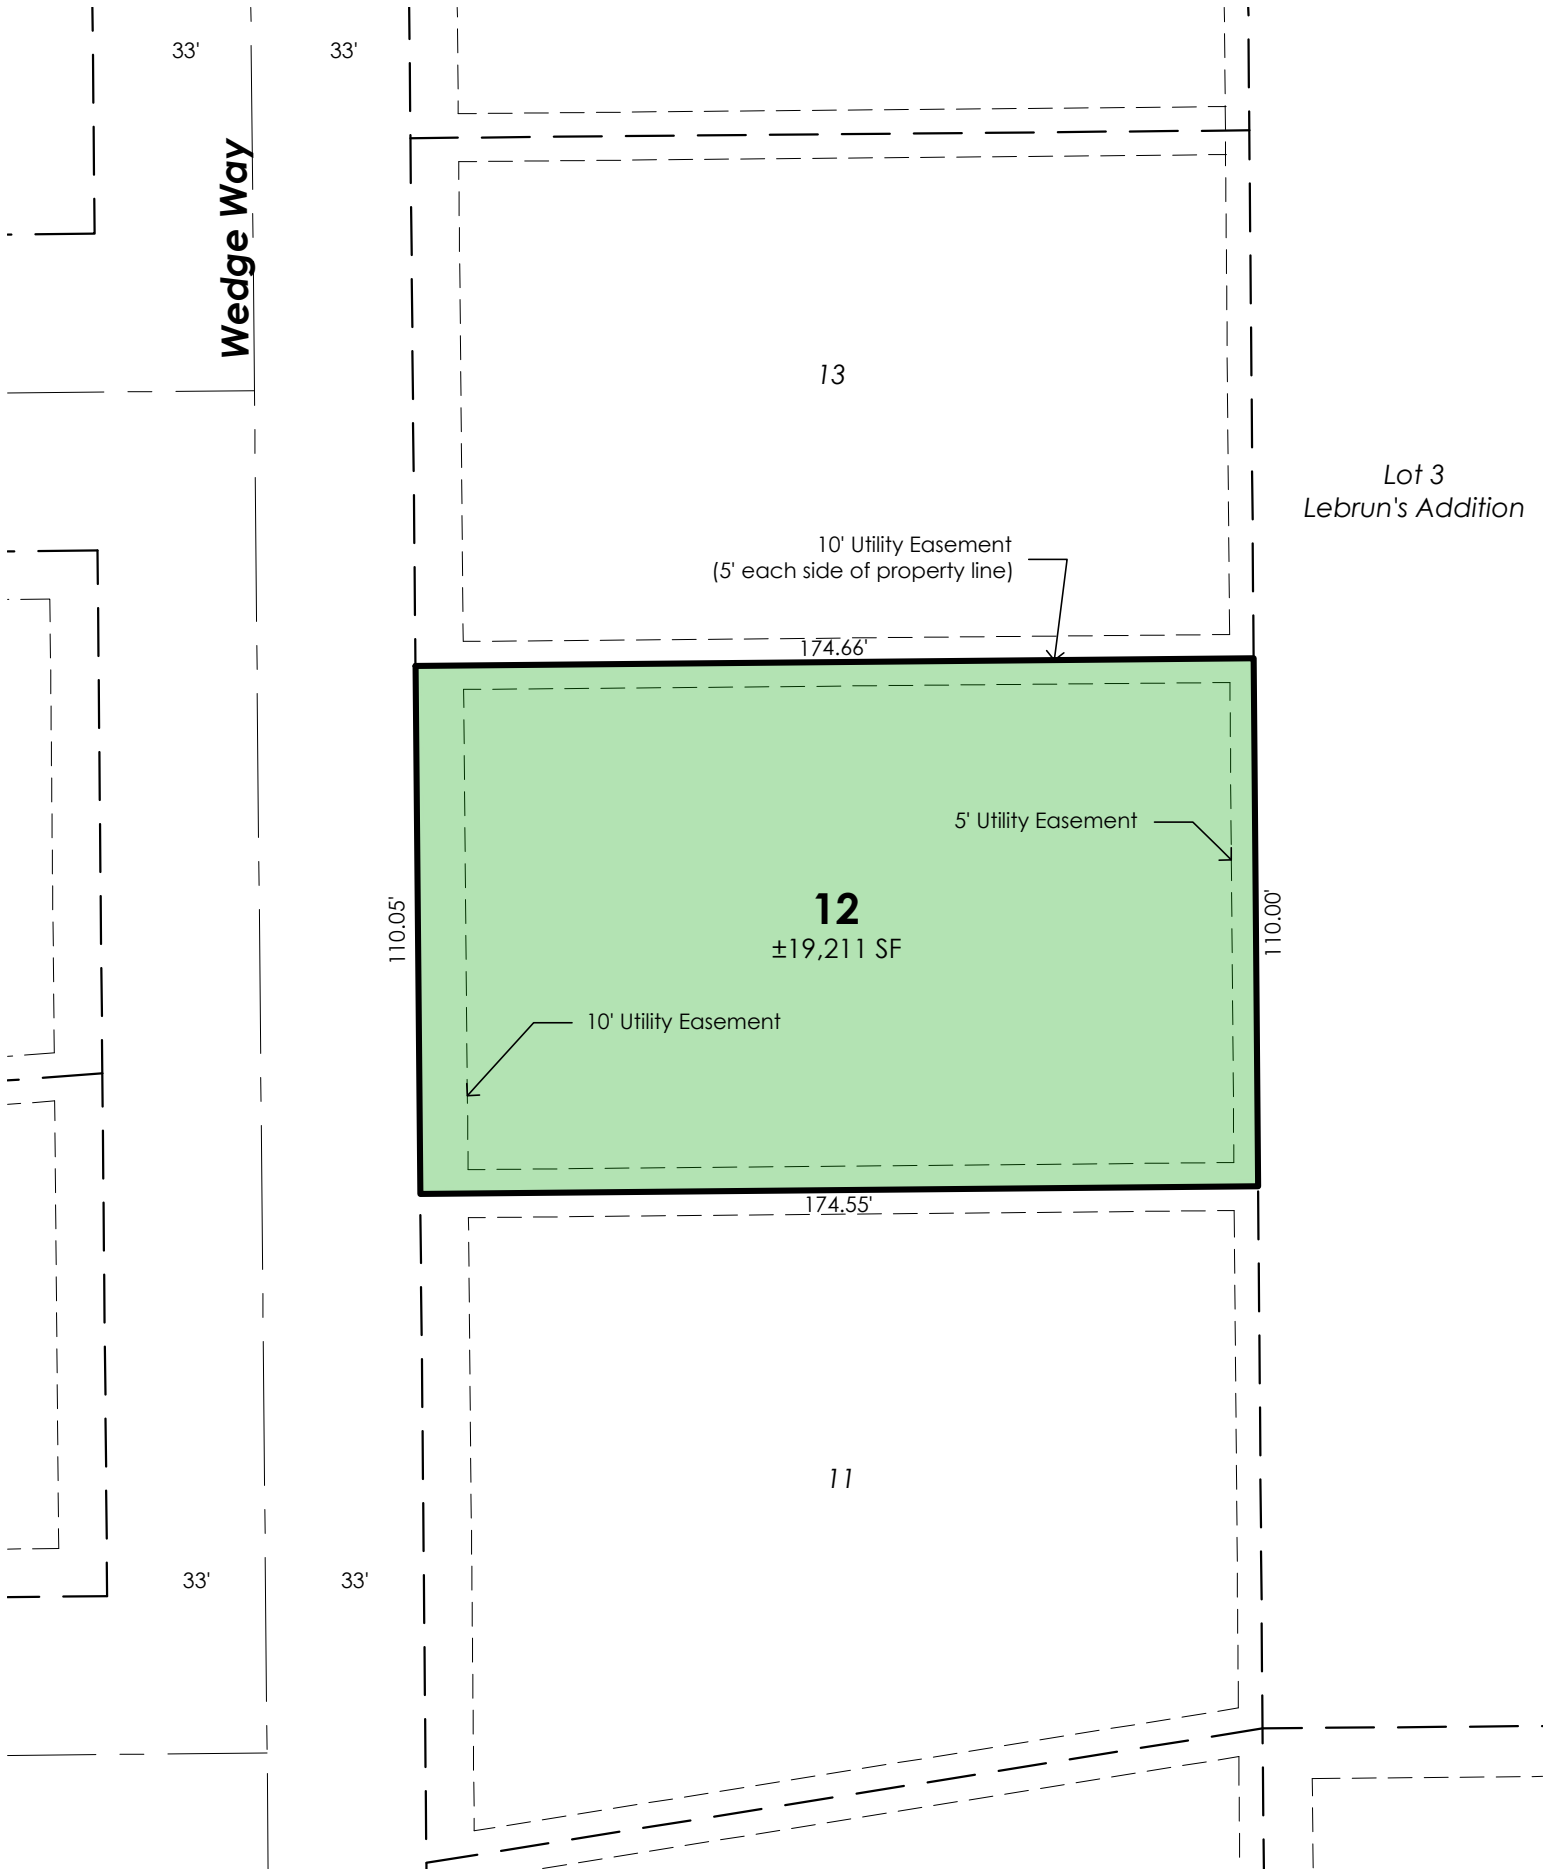 33'
33'
Wedge Way
13
Lot 3
Lebrun's Addition
10' Utility Easement
(5' each side of property line)
174.66'
5' Utility Easement
110.05'
12
±19,211 SF
110.00'
10' Utility Easement
174.55'
11
33'
33'